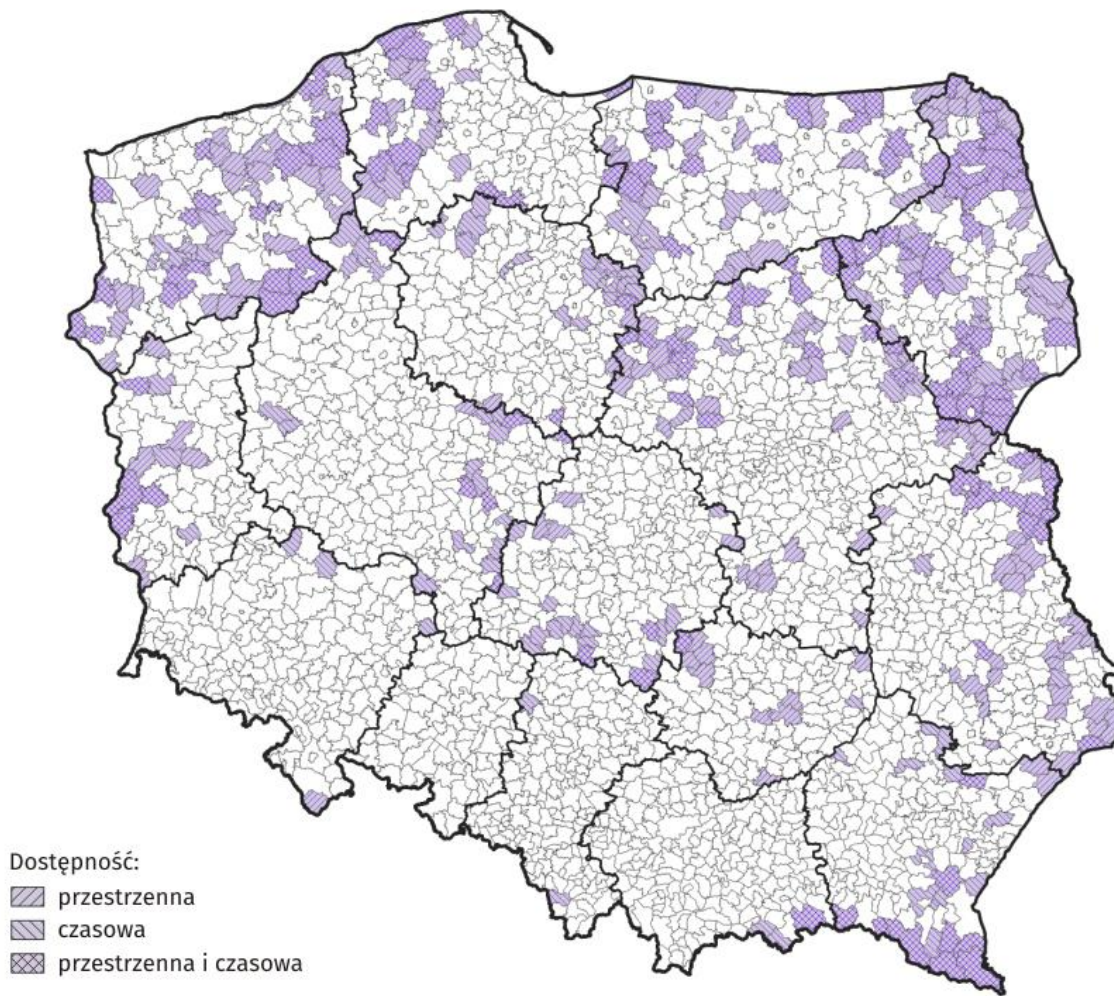 Dostępność:
przestrzenna
czasowa
przestrzenna i czasowa